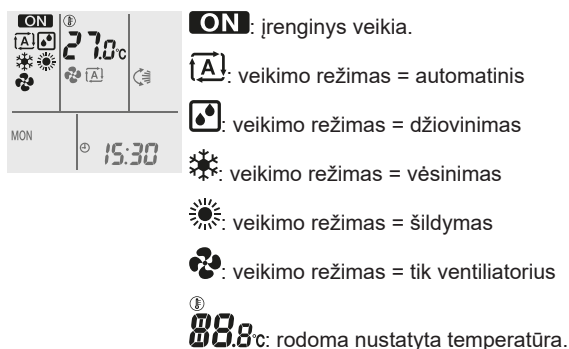 ON
A
27.0°C
A
MON
15:30
ON: įrenginys veikia.
A: veikimo režimas = automatinis
: veikimo režimas = džiovinimas
: veikimo režimas = vėsinimas
: veikimo režimas = šildymas
: veikimo režimas = tik ventiliatorius
88.8°C: rodoma nustatyta temperatūra.